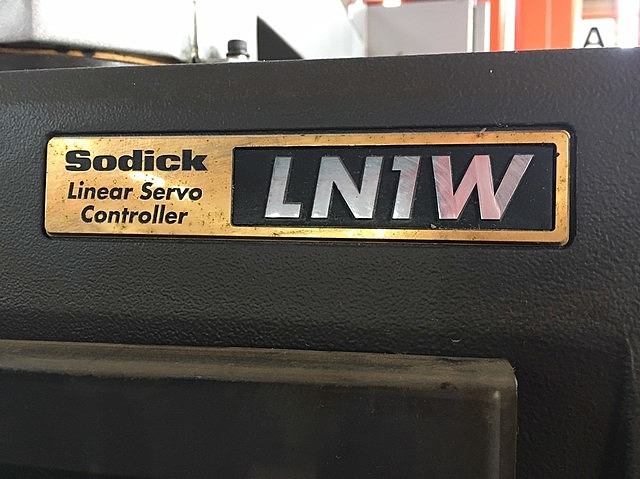 Sodick
Linear Servo
Controller
LN1W
A